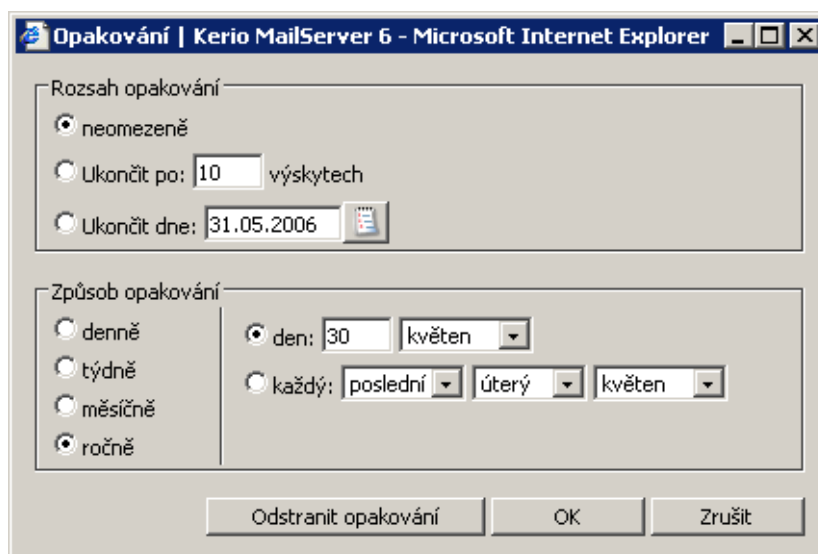 Opakování | Kerio MailServer 6 - Microsoft Internet Explorer
Rozsah opakování
neomezeně
Ukončit po: 10 výskytech
Ukončit dne: 31.05.2006
Způsob opakování
denně
týdně
měsíčně
ročně
den: 30 květen
každý: poslední úterý květen
Odstranit opakování OK Zrušit